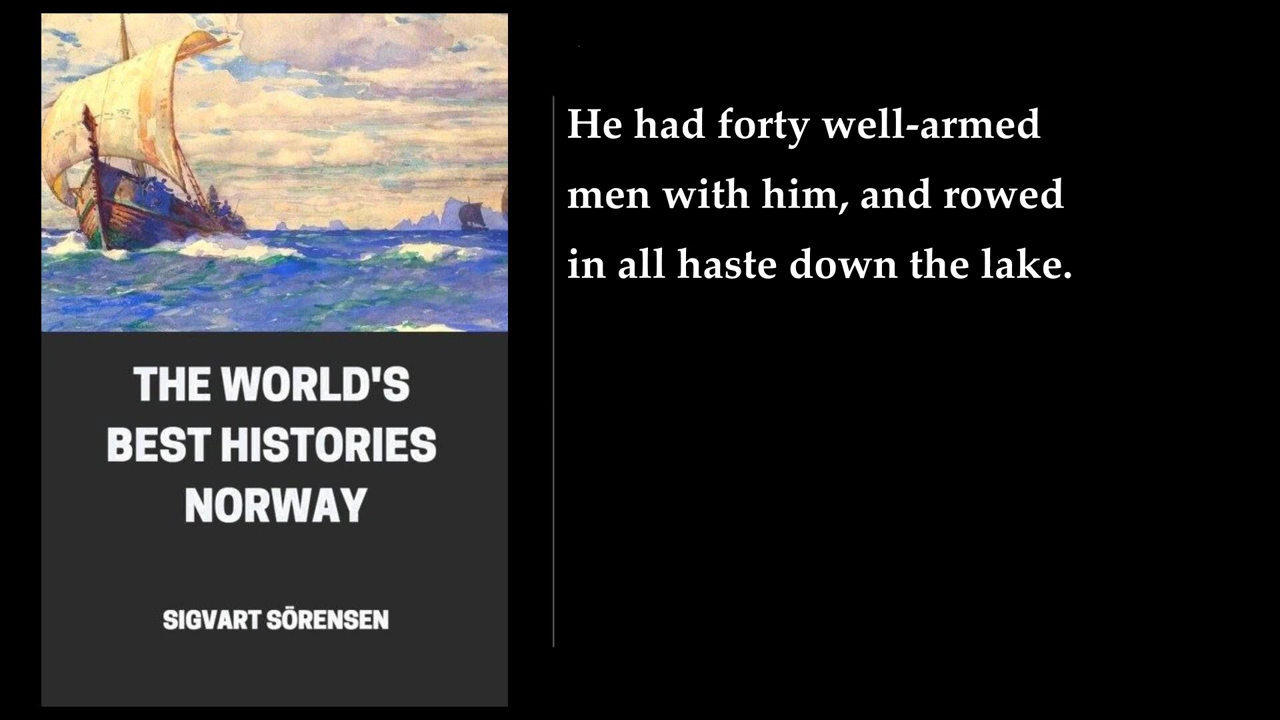 THE WORLD'S
BEST HISTORIES
NORWAY
SIGVART SÖRENSEN
He had forty well-armed
men with him, and rowed
in all haste down the lake.